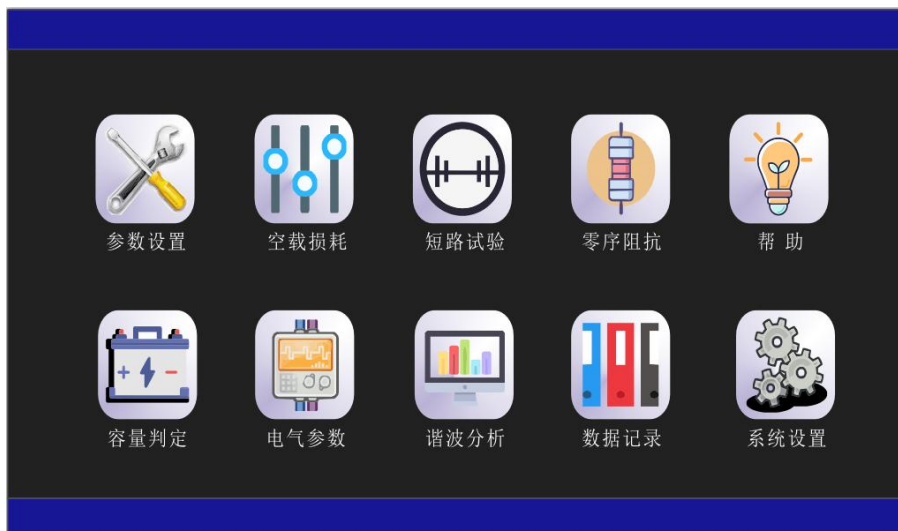 参数设置 空载损耗 短路试验 零序阻抗 帮 助
容量判定 电气参数 谐波分析 数据记录 系统设置